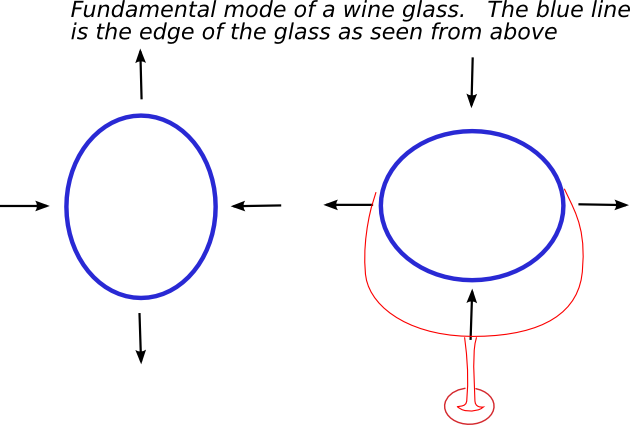 Fundamental mode of a wine glass. The blue line
is the edge of the glass as seen from above